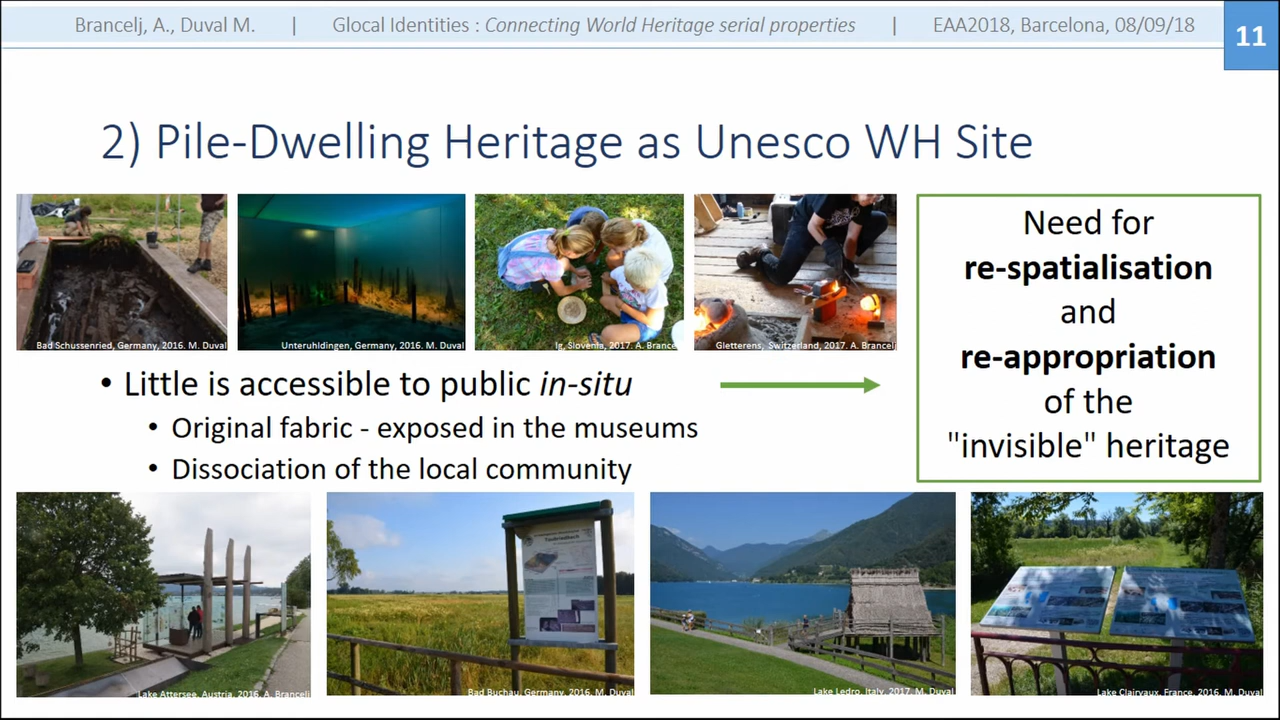 Brancelj, A., Duval M. | Glocal Identities : Connecting World Heritage serial properties | EAA2018, Barcelona, 08/09/18
11
2) Pile-Dwelling Heritage as Unesco WH Site
Bad Schussenried, Germany, 2016. M. Duval
Unteruhldingen, Germany, 2016. M. Duval
Ig, Slovenia, 2017. A. Brance
Gletterens, Switzerland, 2017. A. Brancelj
• Little is accessible to public in-situ
• Original fabric - exposed in the museums
• Dissociation of the local community
Need for
re-spatialisation
and
re-appropriation
of the
"invisible" heritage
Lake Attersee, Austria, 2016, A. Brancelj
Bad Buchau, Germany, 2016. M. Duval
Lake Ledro, Italy, 2017. M. Duval
Lake Clairvaux, France, 2016. M. Duval